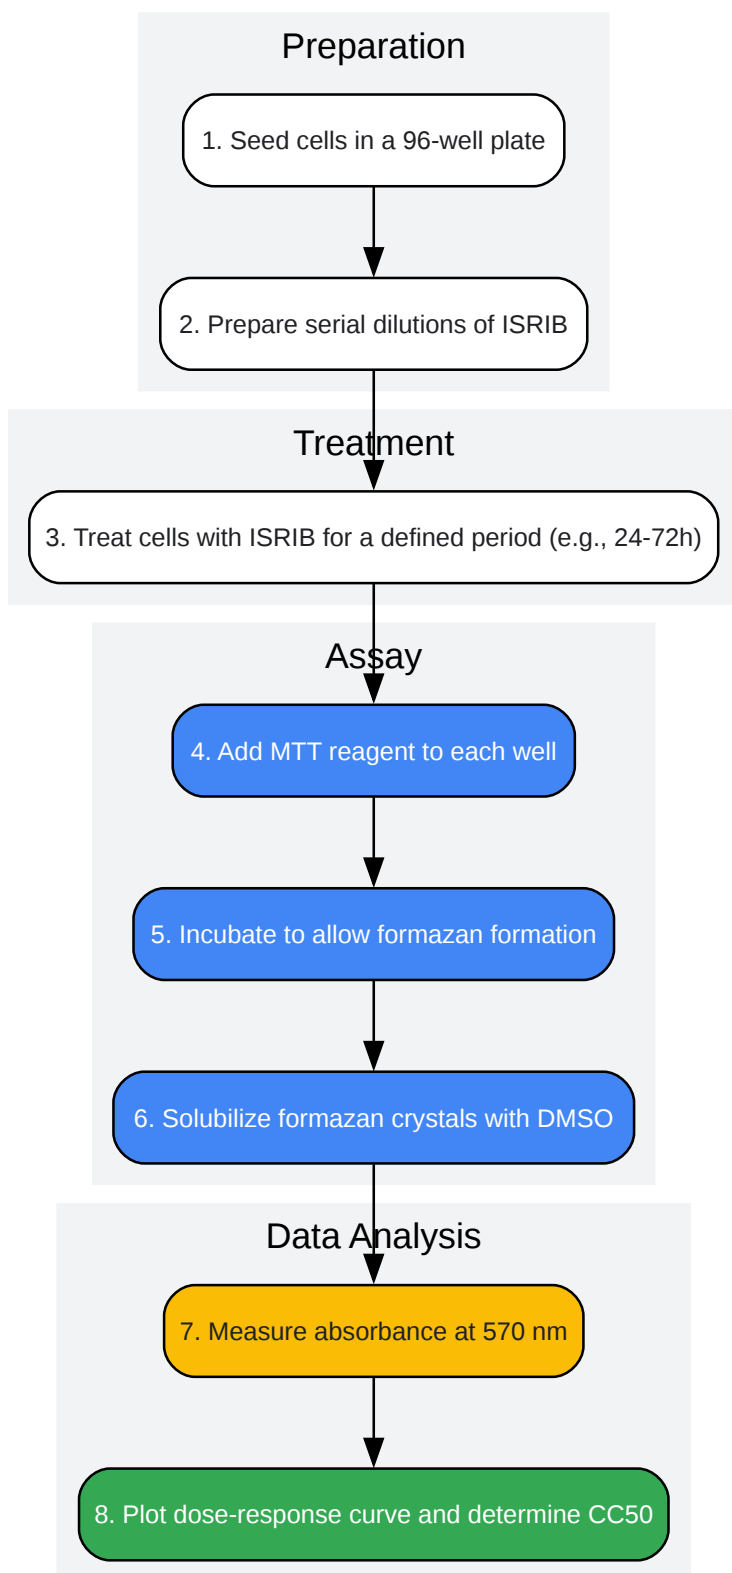 Preparation
1. Seed cells in a 96-well plate
2. Prepare serial dilutions of ISRIB
Treatment
3. Treat cells with ISRIB for a defined period (e.g., 24-72h)
Assay
4. Add MTT reagent to each well
5. Incubate to allow formazan formation
6. Solubilize formazan crystals with DMSO
Data Analysis
7. Measure absorbance at 570 nm
8. Plot dose-response curve and determine CC50